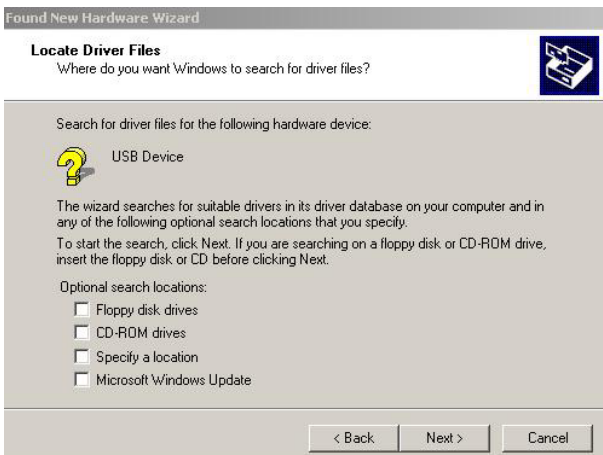 Found New Hardware Wizard
Locate Driver Files
Where do you want Windows to search for driver files?
Search for driver files for the following hardware device:
USB Device
The wizard searches for suitable drivers in its driver database on your computer and in
any of the following optional search locations that you specify.
To start the search, click Next. If you are searching on a floppy disk or CD-ROM drive,
insert the floppy disk or CD before clicking Next.
Optional search locations:
Floppy disk drives
CD-ROM drives
Specify a location
Microsoft Windows Update
< Back Next > Cancel